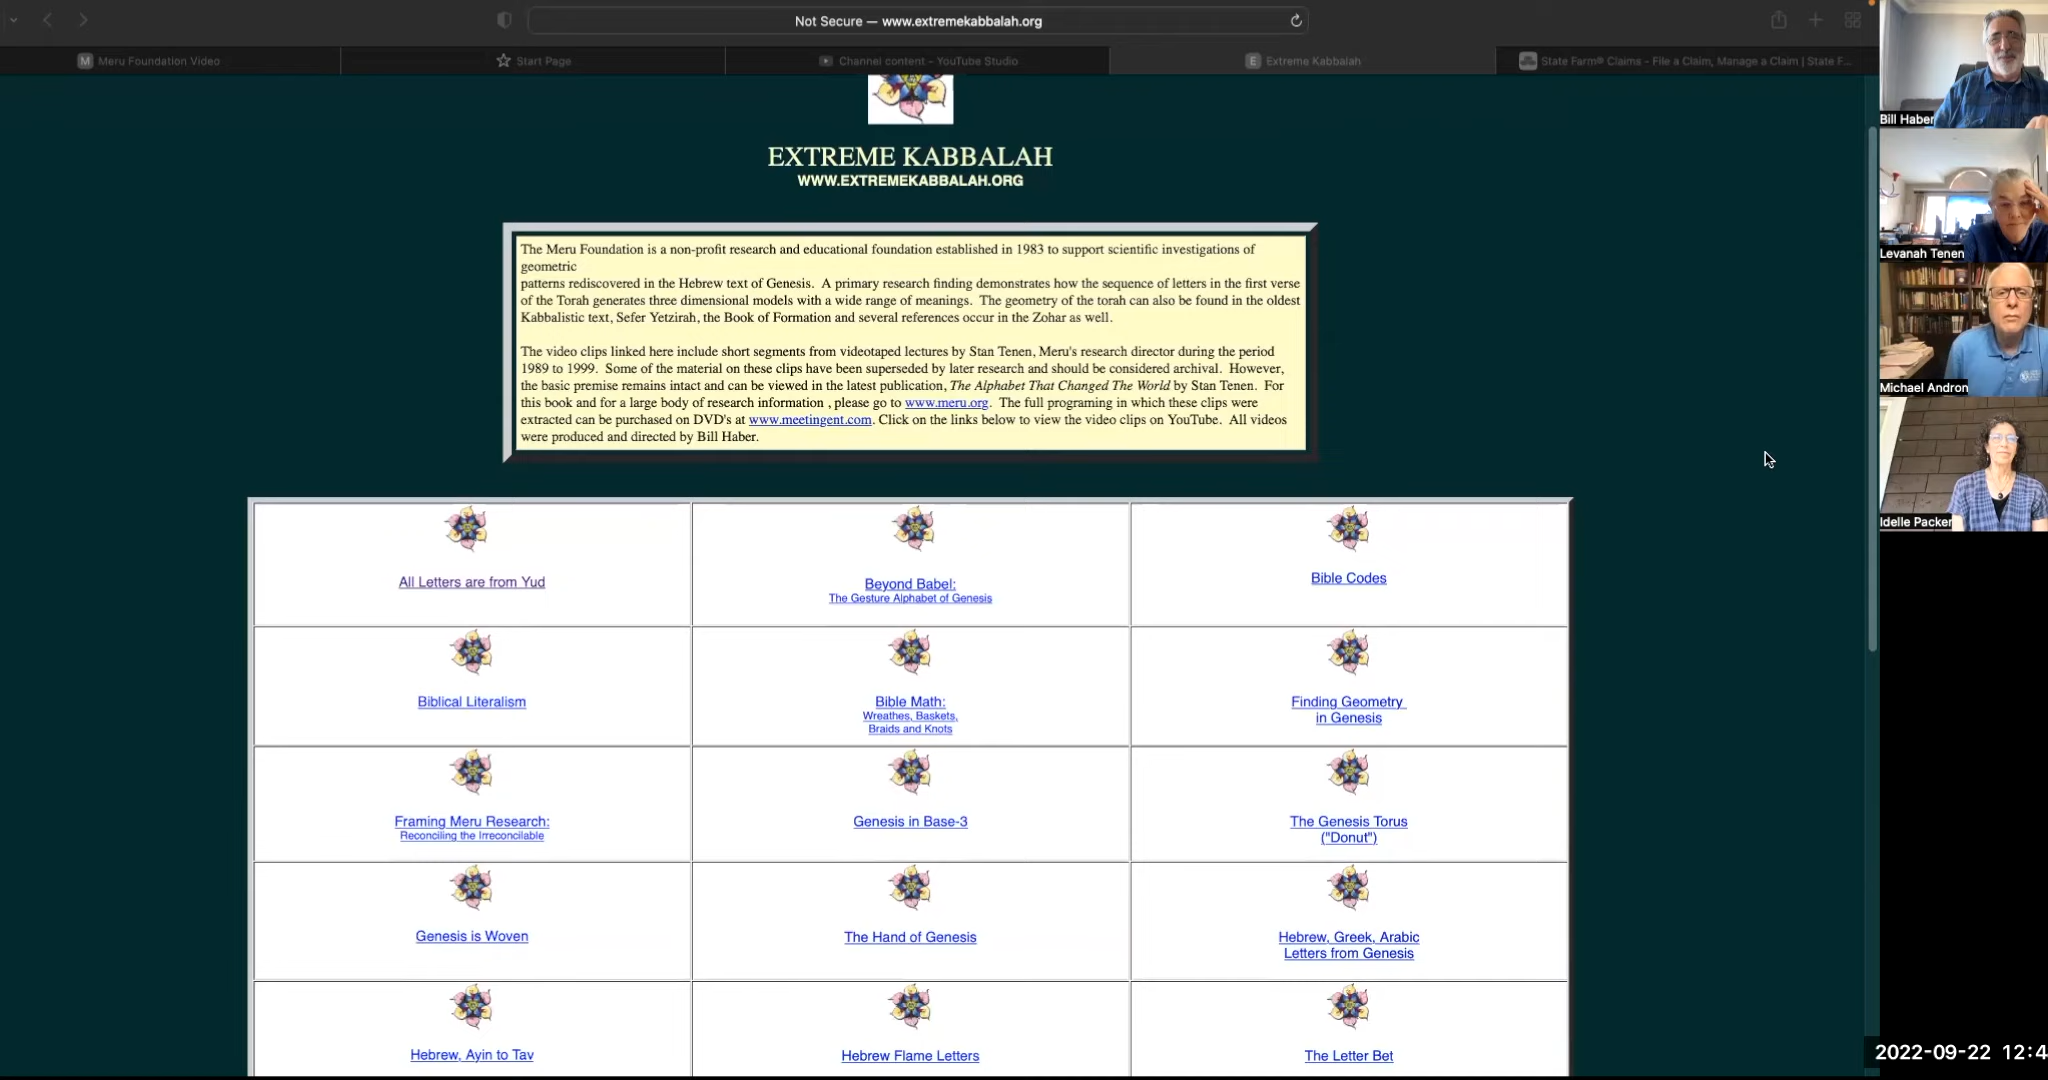 Not Secure — www.extremekabbalah.org
Meru Foundation Video
Start Page
Channel content - YouTube Studio
Extreme Kabbalah
State Farm® Claims - File a Claim, Manage a Claim | State F...
EXTREME KABBALAH
WWW.EXTREMEKABBALAH.ORG
The Meru Foundation is a non-profit research and educational foundation established in 1983 to support scientific investigations of
geometric
patterns rediscovered in the Hebrew text of Genesis. A primary research finding demonstrates how the sequence of letters in the first verse
of the Torah generates three dimensional models with a wide range of meanings. The geometry of the torah can also be found in the oldest
Kabbalistic text, Sefer Yetzirah, the Book of Formation and several references occur in the Zohar as well.
The video clips linked here include short segments from videotaped lectures by Stan Tenen, Meru's research director during the period
1989 to 1999. Some of the material on these clips have been superseded by later research and should be considered archival. However,
the basic premise remains intact and can be viewed in the latest publication, The Alphabet That Changed The World by Stan Tenen. For
this book and for a large body of research information , please go to www.meru.org. The full programing in which these clips were
extracted can be purchased on DVD's at www.meetingent.com. Click on the links below to view the video clips on YouTube. All videos
were produced and directed by Bill Haber.
All Letters are from Yud
Beyond Babel:
The Gesture Alphabet of Genesis
Bible Codes
Biblical Literalism
Bible Math:
Wreathes, Baskets,
Braids and Knots
Finding Geometry
in Genesis
Framing Meru Research:
Reconciling the Irreconcilable
Genesis in Base-3
The Genesis Torus
("Donut")
Genesis is Woven
The Hand of Genesis
Hebrew, Greek, Arabic
Letters from Genesis
Hebrew, Ayin to Tav
Hebrew Flame Letters
The Letter Bet
Bill Haber
Levanah Tenen
Michael Andron
Idelle Packer
2022-09-22 12:4